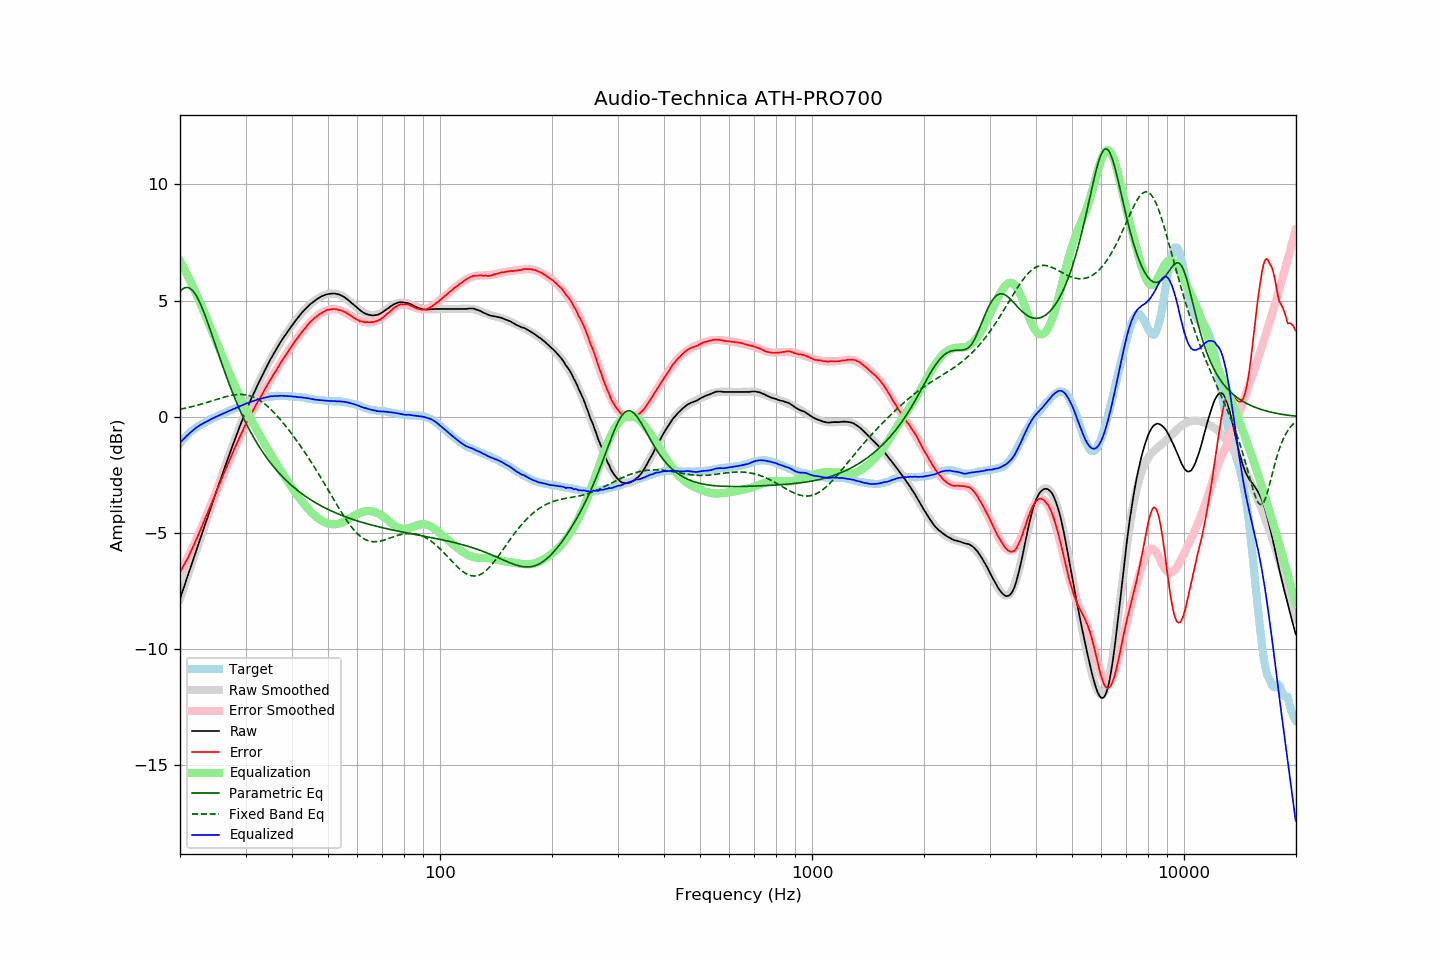 Audio-Technica ATH-PRO700
Amplitude (dBr)
10
5
0
−5
−10
−15
Target
Raw Smoothed
Error Smoothed
Raw
Error
Equalization
Parametric Eq
Fixed Band Eq
Equalized
100
1000
10000
Frequency (Hz)